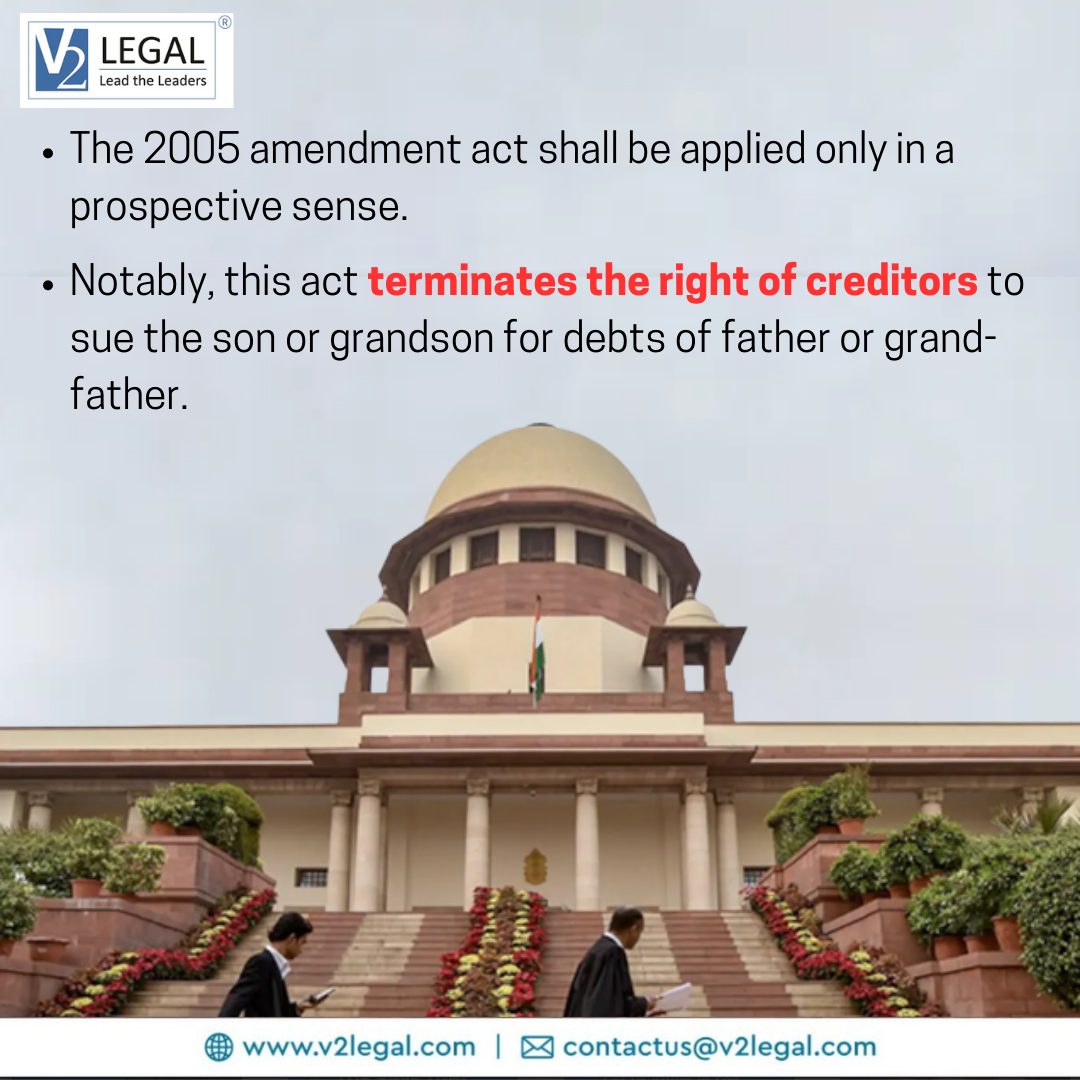 V2 LEGAL ®
Lead the Leaders
• The 2005 amendment act shall be applied only in a
prospective sense.
• Notably, this act terminates the right of creditors to
sue the son or grandson for debts of father or grand-
father.
www.v2legal.com | contactus@v2legal.com